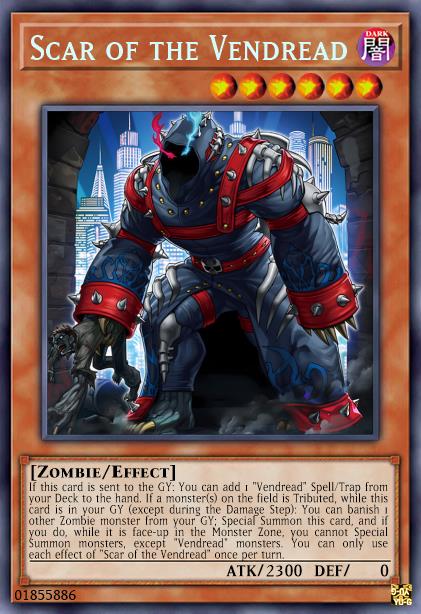 SCAR OF THE VENDREAD
DARK
闇
[ZOMBIE/EFFECT]
If this card is sent to the GY: You can add 1 "Vendread" Spell/Trap from
your Deck to the hand. If a monster(s) on the field is Tributed, while this
card is in your GY (except during the Damage Step): You can banish 1
other Zombie monster from your GY; Special Summon this card, and if
you do, while it is face-up in the Monster Zone, you cannot Special
Summon monsters, except "Vendread" monsters. You can only use
each effect of "Scar of the Vendread" once per turn.
ATK/2300 DEF/ 0
01855886